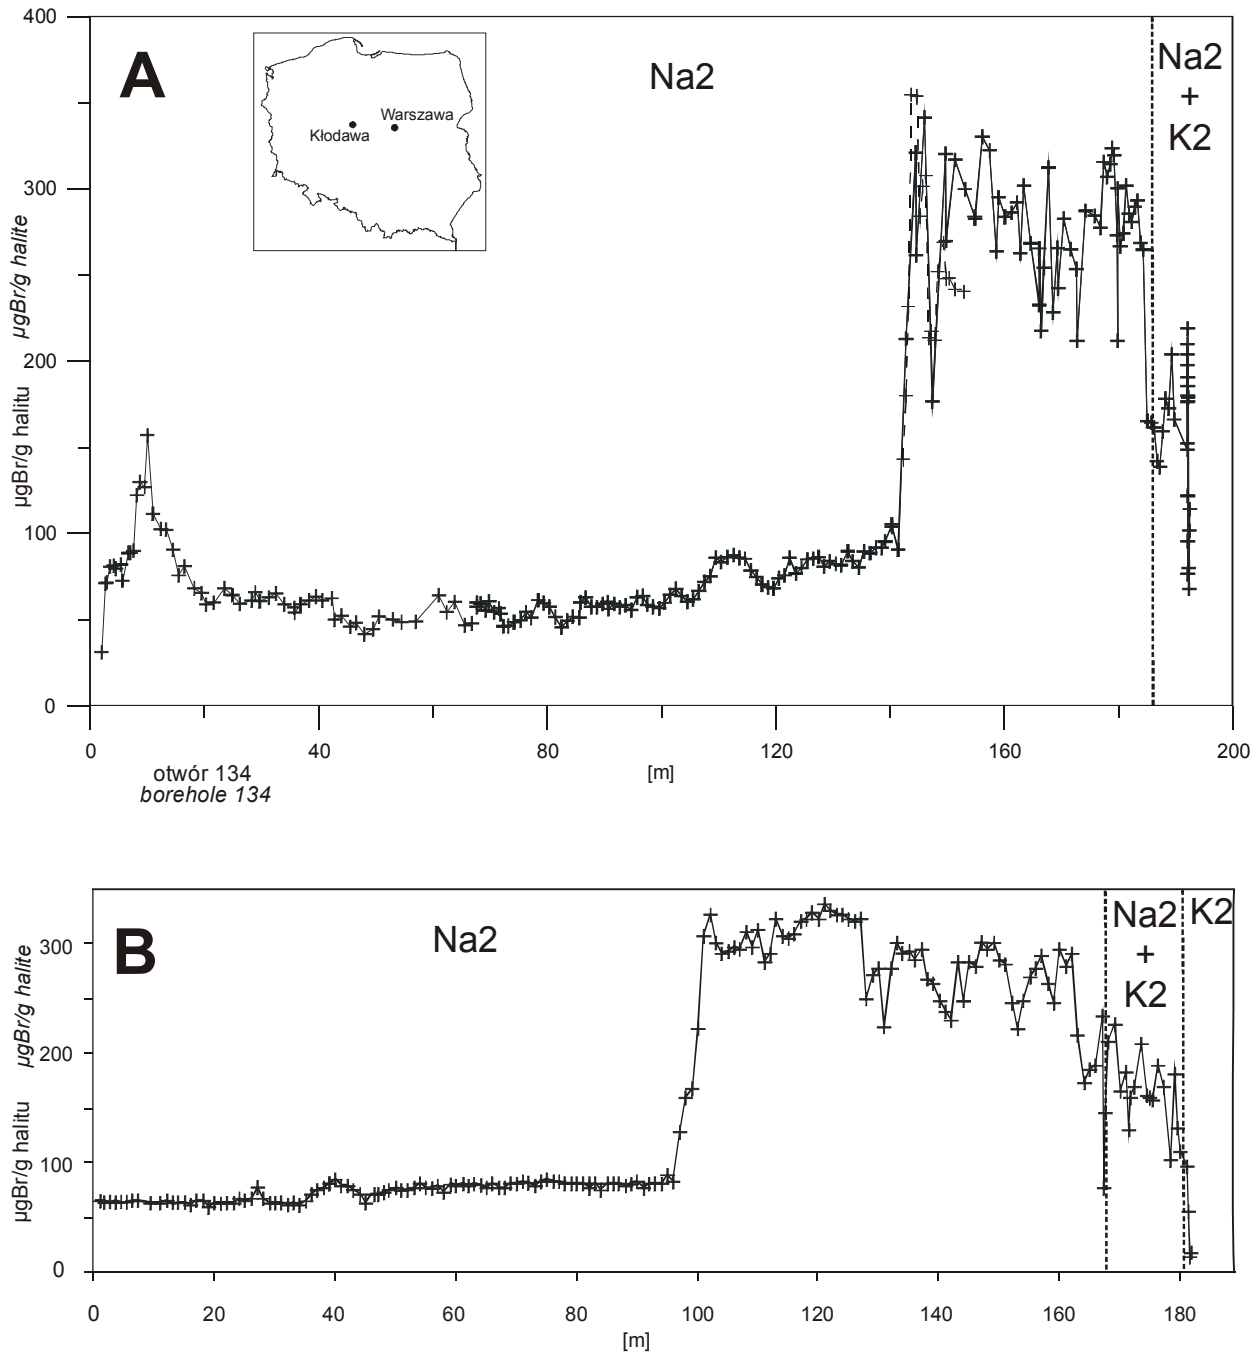 400
300
200
100
0
µgBr/g halitu µgBr/g halite
A
Kłodawa
Warszawa
Na2
Na2
+
K2
0 40 80 120 160 200
[m]
otwór 134
borehole 134
300
200
100
0
µgBr/g halitu µgBr/g halite
B
Na2
Na2
+
K2
K2
0 20 40 60 80 100 120 140 160 180
[m]